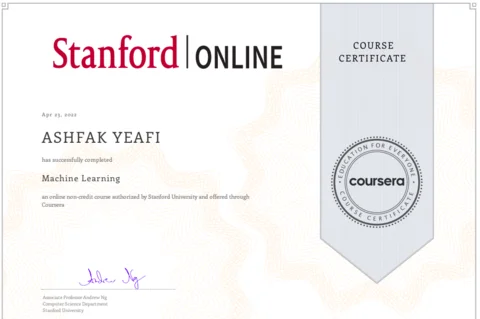 Stanford | ONLINE
COURSE
CERTIFICATE
Apr 23, 2022
ASHFAK YEAFI
has successfully completed
Machine Learning
an online non-credit course authorized by Stanford University and offered through
Coursera
EDUCATION FOR EVERYONE
coursera
COURSE CERTIFICATE
Andrew Ng
Associate Professor Andrew Ng
Computer Science Department
Stanford University